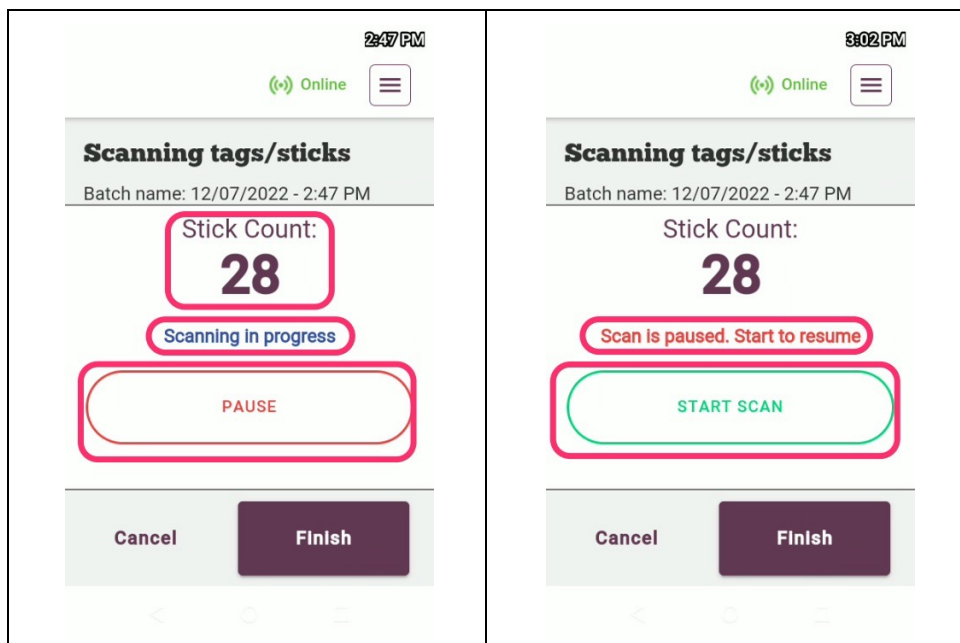 2:47 PM
Online
Scanning tags/sticks
Batch name: 12/07/2022 - 2:47 PM
Stick Count:
28
Scanning in progress
PAUSE
Cancel
Finish
3:02 PM
Online
Scanning tags/sticks
Batch name: 12/07/2022 - 2:47 PM
Stick Count:
28
Scan is paused. Start to resume
START SCAN
Cancel
Finish